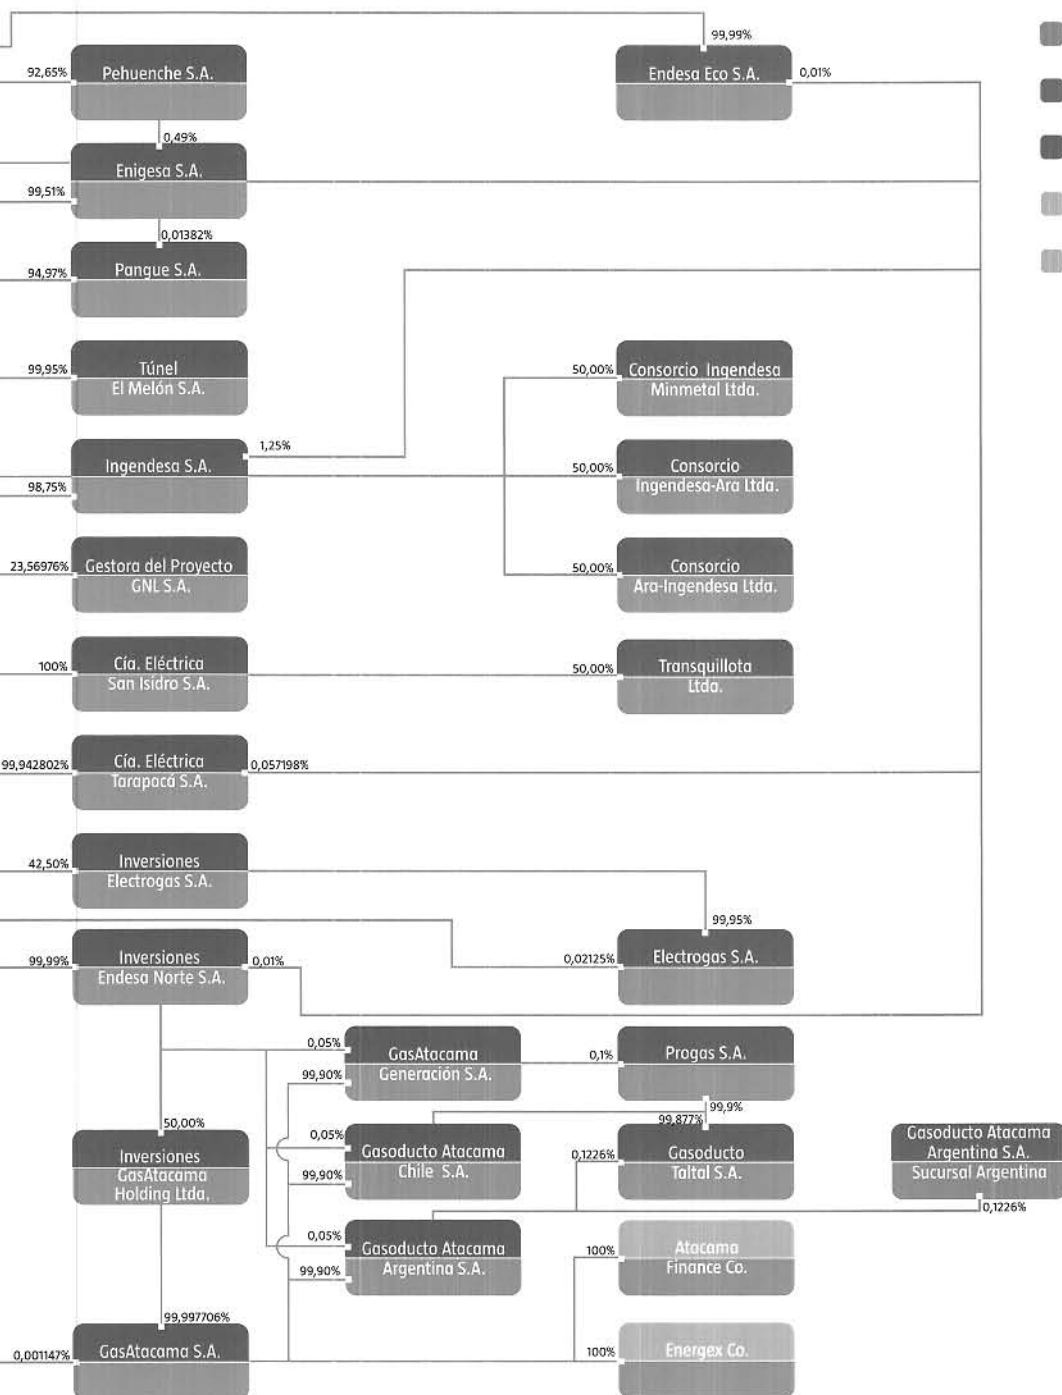 99,99%
92,65%
Pehuenche S.A.
Endesa Eco S.A.
0,01%
0,49%
Enigesa S.A.
99,51%
0,01382%
Pangue S.A.
94,97%
99,95%
Túnel
El Melón S.A.
50,00%
Consorcio Ingendesa
Minmetal Ltda.
1,25%
Ingendesa S.A.
98,75%
50,00%
Consorcio
Ingendesa-Ara Ltda.
23,56976%
Gestora del Proyecto
GNL S.A.
50,00%
Consorcio
Ara-Ingendesa Ltda.
100%
Cía. Eléctrica
San Isidro S.A.
50,00%
Transquillota
Ltda.
99,942802%
Cía. Eléctrica
Tarapacá S.A.
0,057198%
42,50%
Inversiones
Electrogas S.A.
99,95%
99,99%
Inversiones
Endesa Norte S.A.
0,01%
0,02125%
Electrogas S.A.
0,05%
99,90%
GasAtacama
Generación S.A.
0,1%
Progas S.A.
99,9%
99,877%
50,00%
Inversiones
GasAtacama
Holding Ltda.
0,05%
99,90%
Gasoducto Atacama
Chile S.A.
0,1226%
Gasoducto
Taltal S.A.
Gasoducto Atacama
Argentina S.A.
Sucursal Argentina
0,1226%
0,05%
99,90%
Gasoducto Atacama
Argentina S.A.
100%
Atacama
Finance Co.
99,997706%
0,001147%
GasAtacama S.A.
100%
Energex Co.